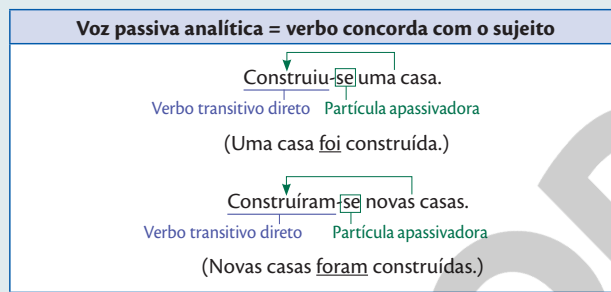 Voz passiva analítica = verbo concorda com o sujeito
Construiu-se uma casa.
Verbo transitivo direto Partícula apassivadora
(Uma casa foi construída.)
Construíram-se novas casas.
Verbo transitivo direto Partícula apassivadora
(Novas casas foram construídas.)